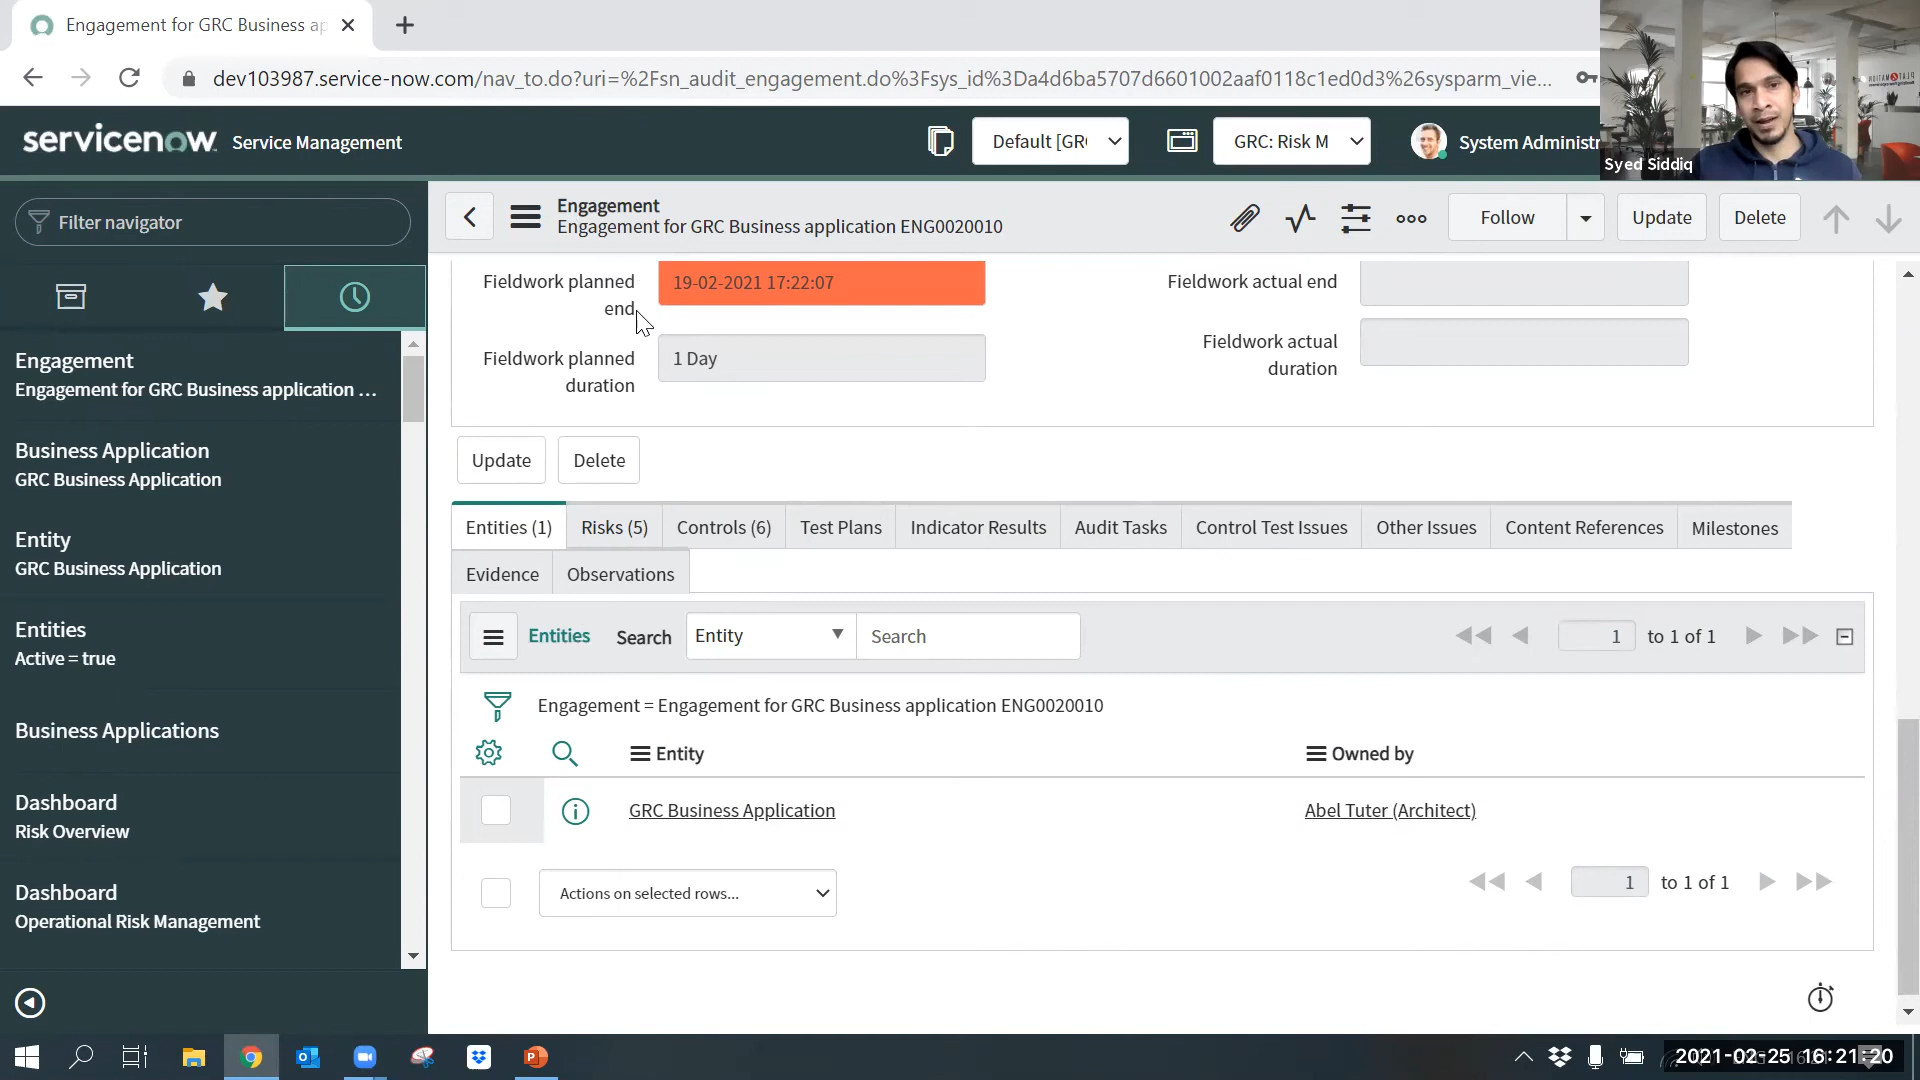 Engagement for GRC Business ap
dev103987.service-now.com/nav_to.do?uri=%2Fsn_audit_engagement.do%3Fsys_id%3Da4d6ba5707d6601002aaf0118c1ed0d3%26sysparm_vie...
servicenow Service Management
Default [GR
GRC: Risk M
System Administr
Syed Siddiq
Filter navigator
Engagement
Engagement for GRC Business application ENG0020010
Follow
Update
Delete
Engagement
Engagement for GRC Business application ...
Business Application
GRC Business Application
Entity
GRC Business Application
Entities
Active = true
Business Applications
Dashboard
Risk Overview
Dashboard
Operational Risk Management
Fieldwork planned end
19-02-2021 17:22:07
Fieldwork actual end
Fieldwork planned duration
1 Day
Fieldwork actual duration
Update
Delete
Entities (1)
Risks (5)
Controls (6)
Test Plans
Indicator Results
Audit Tasks
Control Test Issues
Other Issues
Content References
Milestones
Evidence
Observations
Entities
Search
Entity
Search
1 to 1 of 1
Engagement = Engagement for GRC Business application ENG0020010
Entity
Owned by
GRC Business Application
Abel Tuter (Architect)
Actions on selected rows...
1 to 1 of 1
2021-02-25 16:21:20